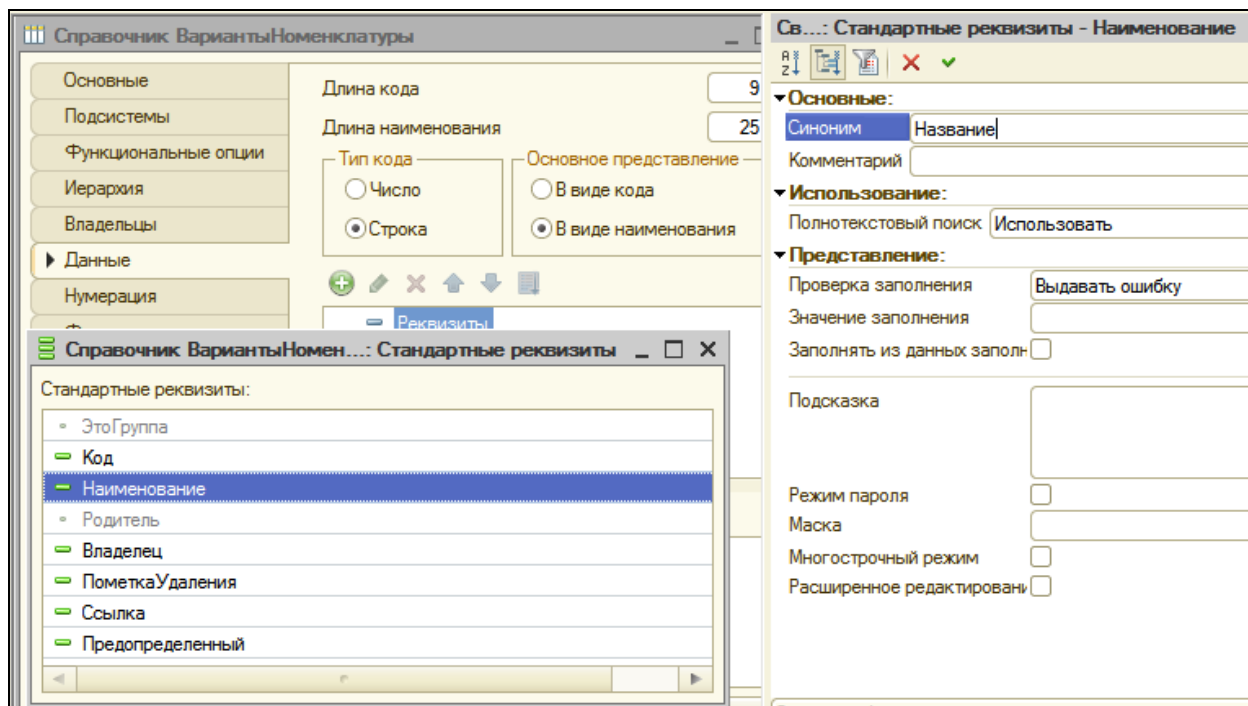 Справочник ВариантыНоменклатуры
Основные
Подсистемы
Функциональные опции
Иерархия
Владельцы
Данные
Нумерация
Длина кода 9
Длина наименования 25
Тип кода
Число
Строка
Основное представление
В виде кода
В виде наименования
Реквизиты
Справочник ВариантыНомен...: Стандартные реквизиты
Стандартные реквизиты:
ЭтоГруппа
Код
Наименование
Родитель
Владелец
ПометкаУдаления
Ссылка
Предопределенный
Св...: Стандартные реквизиты - Наименование
Основные:
Синоним Название
Комментарий
Использование:
Полнотекстовый поиск Использовать
Представление:
Проверка заполнения Выдавать ошибку
Значение заполнения
Заполнять из данных заполн
Подсказка
Режим пароля
Маска
Многострочный режим
Расширенное редактировани